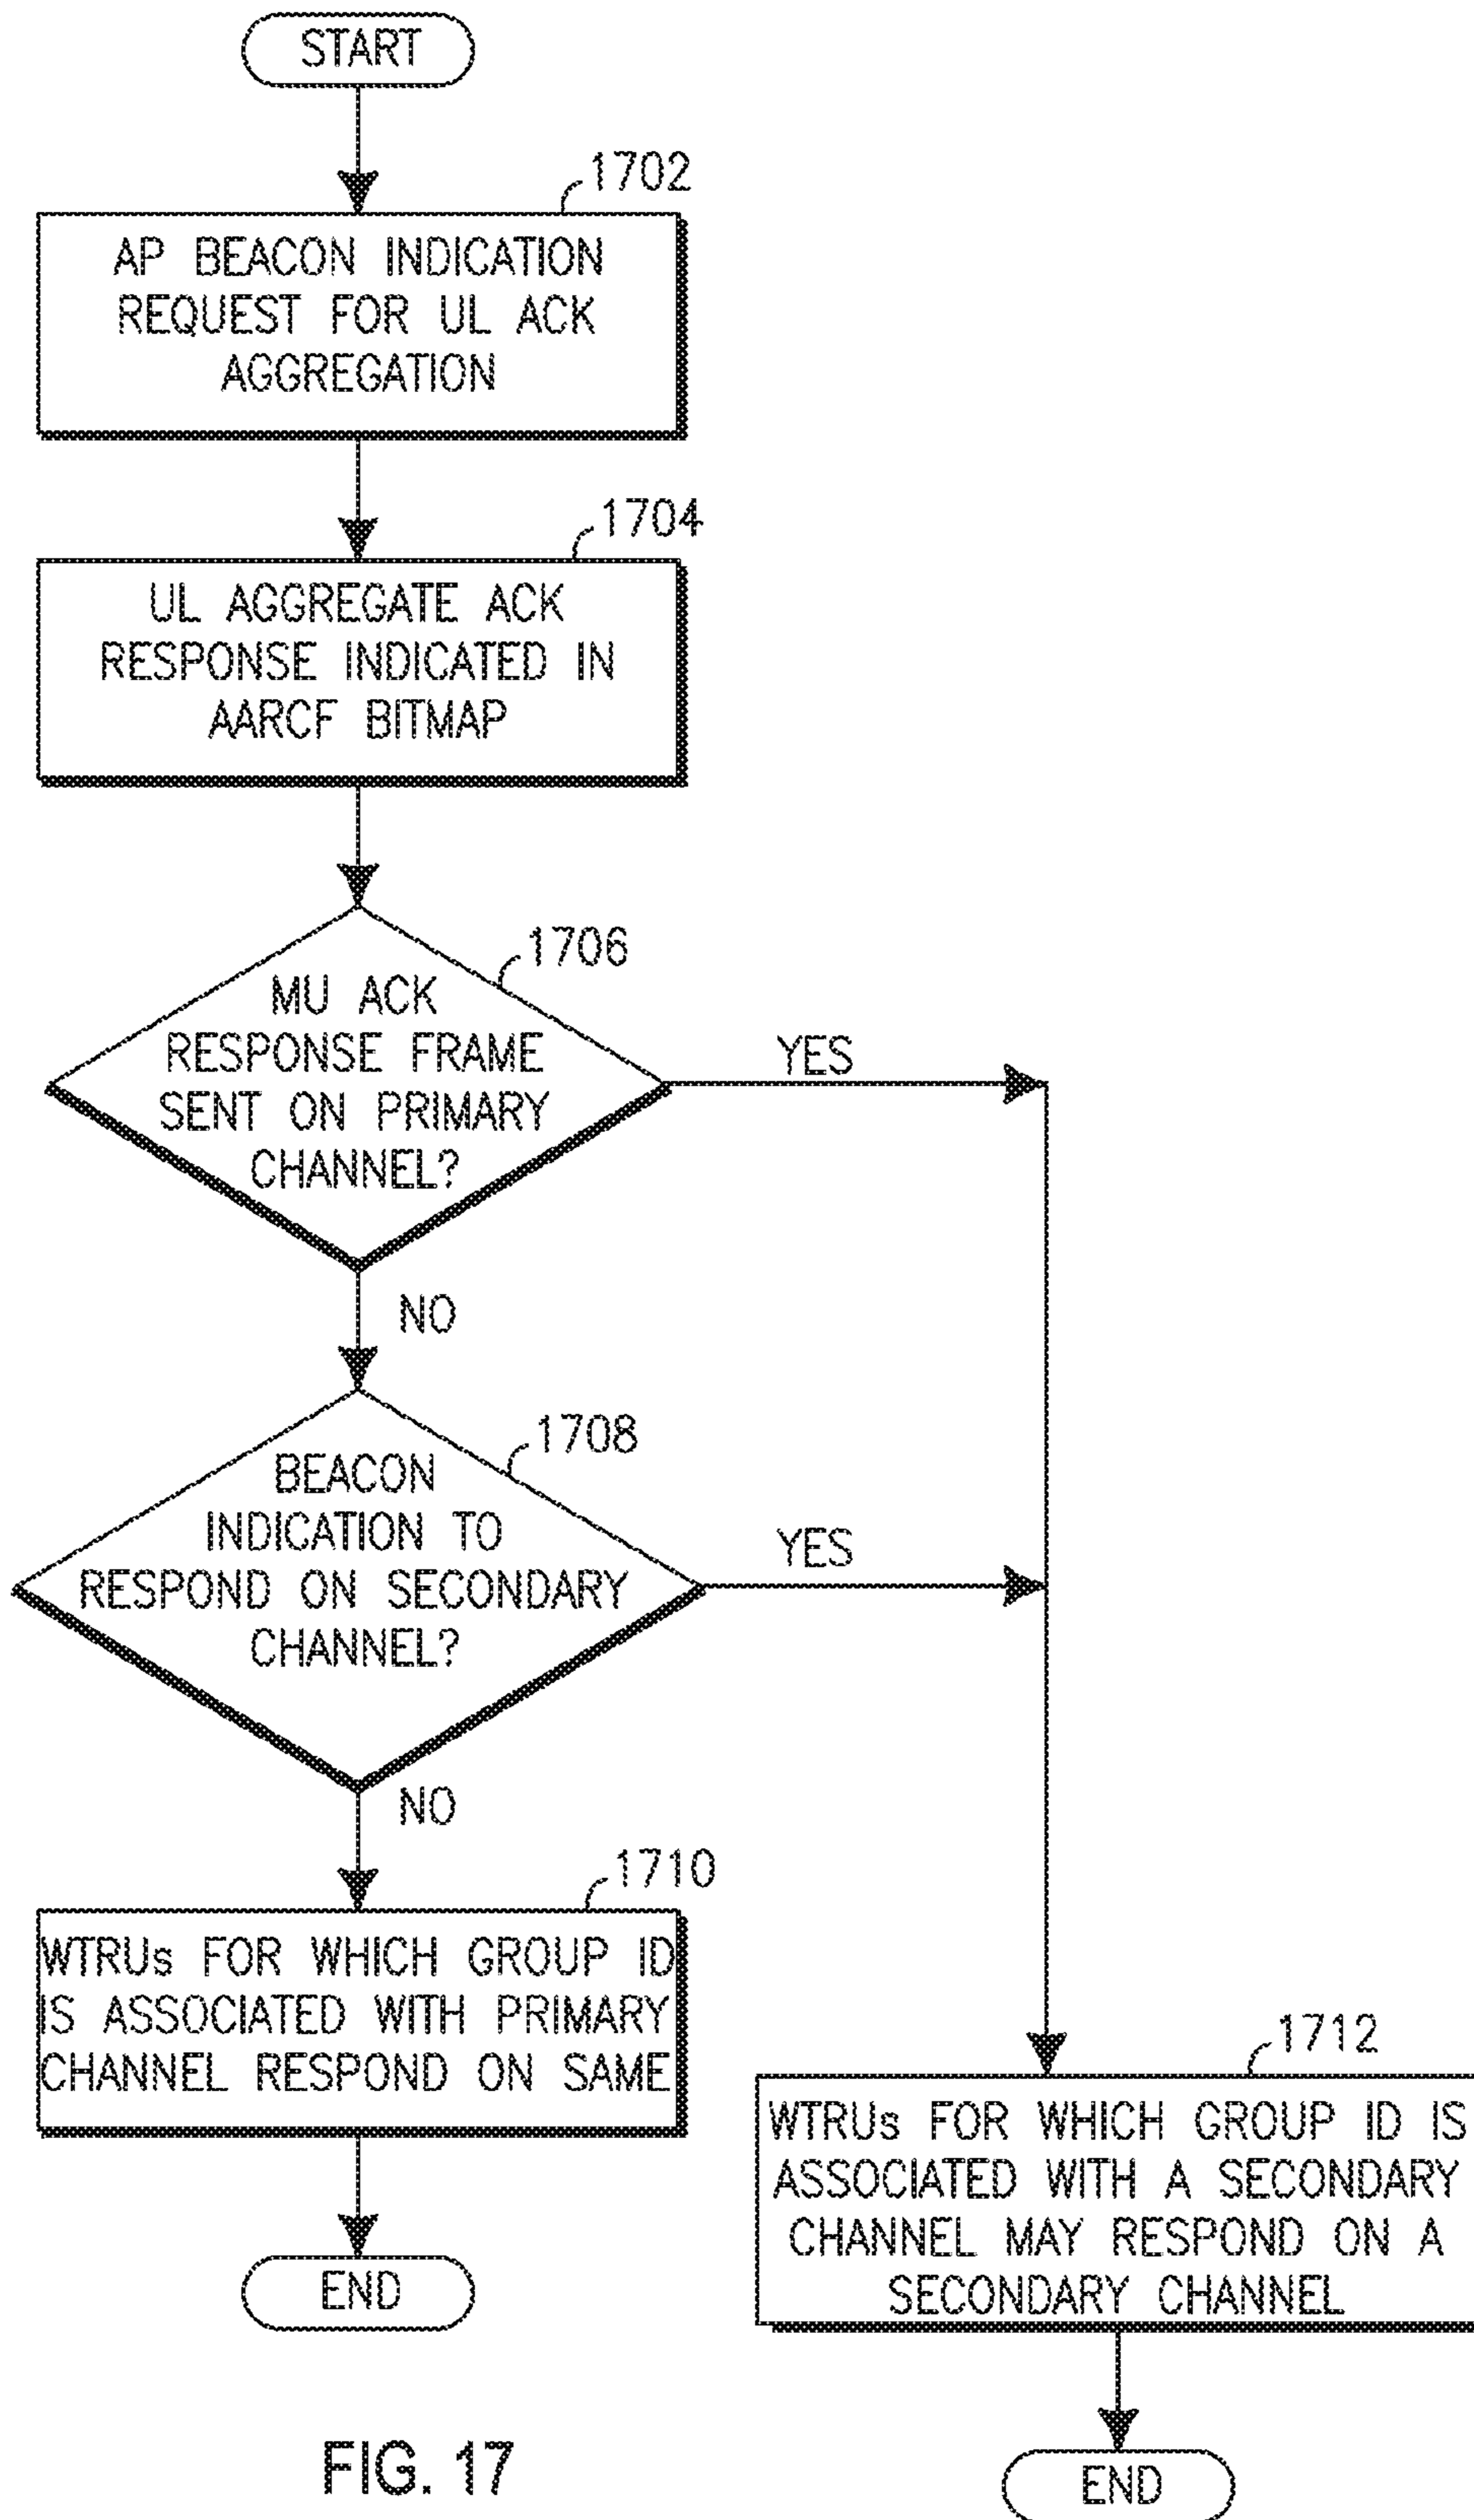 START
1702
AP BEACON INDICATION
REQUEST FOR UL ACK
AGGREGATION
1704
UL AGGREGATE ACK
RESPONSE INDICATED IN
AARCF BITMAP
1706
MU ACK
RESPONSE FRAME
SENT ON PRIMARY
CHANNEL?
YES
NO
1708
BEACON
INDICATION TO
RESPOND ON SECONDARY
CHANNEL?
YES
NO
1710
WTRUs FOR WHICH GROUP ID
IS ASSOCIATED WITH PRIMARY
CHANNEL RESPOND ON SAME
END
1712
WTRUs FOR WHICH GROUP ID IS
ASSOCIATED WITH A SECONDARY
CHANNEL MAY RESPOND ON A
SECONDARY CHANNEL
END
FIG. 17